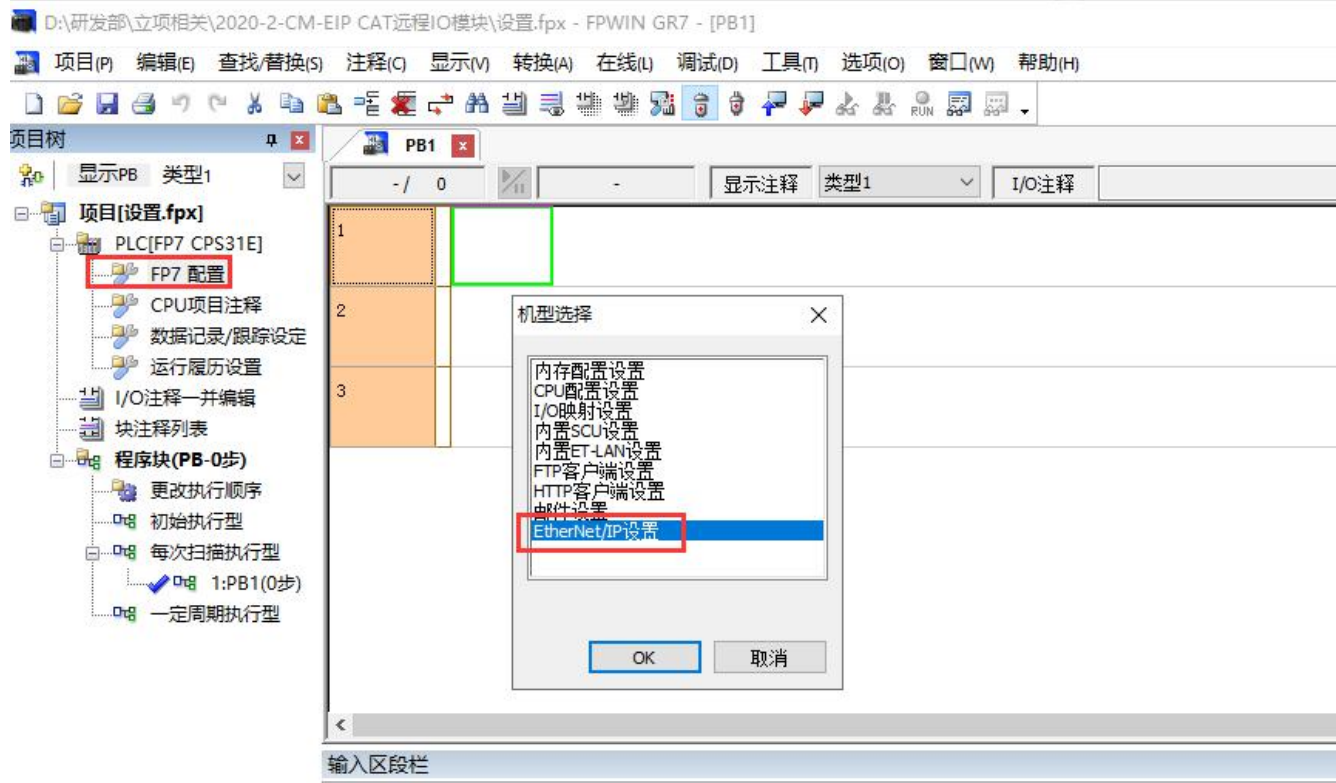 D:\研发部\立项相关\2020-2-CM-EIP CAT远程IO模块\设置.fpx - FPWIN GR7 - [PB1]
项目(P) 编辑(E) 查找/替换(S) 注释(C) 显示(V) 转换(A) 在线(L) 调试(D) 工具(T) 选项(O) 窗口(W) 帮助(H)
RUN
项目树
PB1
显示PB 类型1
- / 0 - 显示注释 类型1 I/O注释
项目[设置.fpx]
PLC[FP7 CPS31E]
FP7 配置
CPU项目注释
数据记录/跟踪设定
运行履历设置
I/O注释一并编辑
块注释列表
程序块(PB-0步)
更改执行顺序
初始执行型
每次扫描执行型
1:PB1(0步)
一定周期执行型
1
2
3
机型选择
内存配置设置
CPU配置设置
I/O映射设置
内置SCU设置
内置ET-LAN设置
FTP客户端设置
HTTP客户端设置
邮件设置
EtherNet/IP设置
OK 取消
输入区段栏